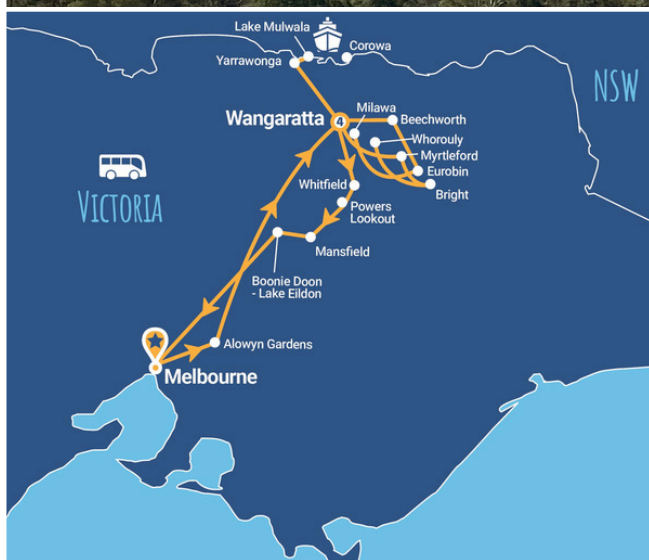 Lake Mulwala
Corowa
Yarrawonga
NSW
Milawa
Wangaratta
4
Beechworth
Whorouly
Myrtleford
Eurobin
Bright
Whitfield
VICTORIA
Powers
Lookout
Mansfield
Boonie Doon
- Lake Eildon
Alowyn Gardens
Melbourne